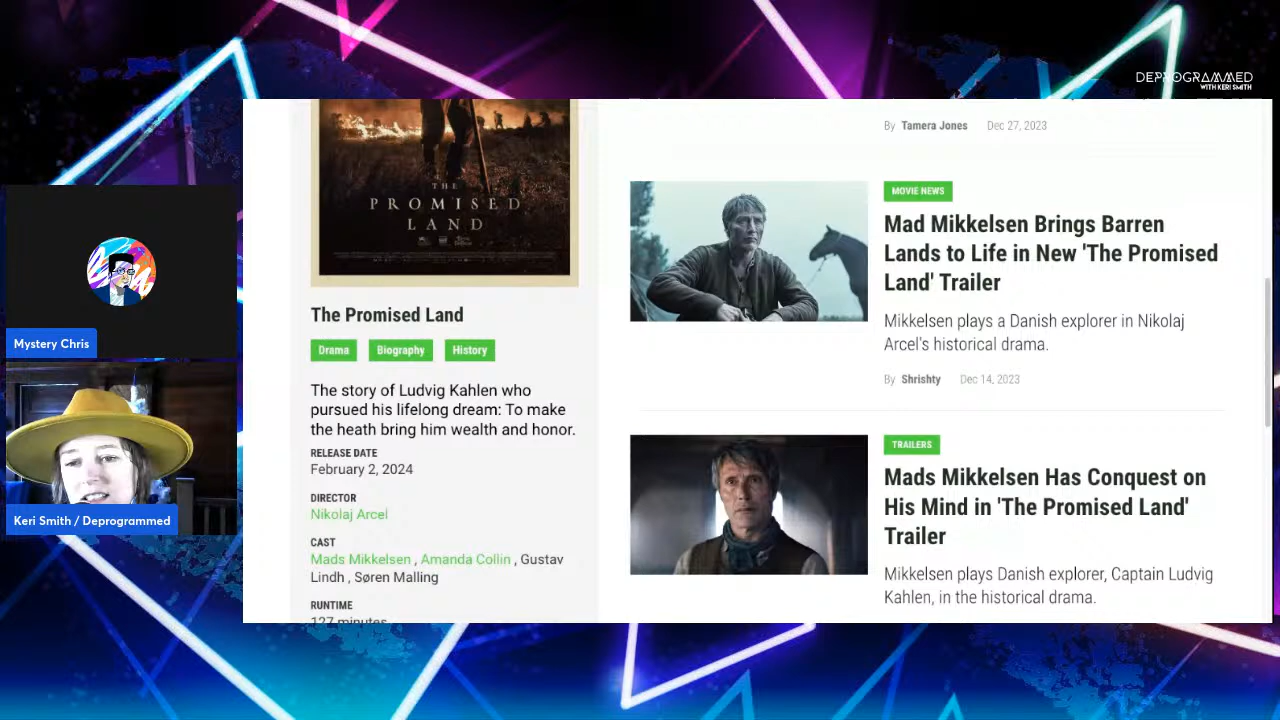 DEPROGRAMMED
WITH KERI SMITH
Mystery Chris
Keri Smith / Deprogrammed
THE
PROMISED
LAND
The Promised Land
Drama
Biography
History
The story of Ludvig Kahlen who
pursued his lifelong dream: To make
the heath bring him wealth and honor.
RELEASE DATE
February 2, 2024
DIRECTOR
Nikolaj Arcel
CAST
Mads Mikkelsen , Amanda Collin , Gustav
Lindh , Søren Malling
RUNTIME
127 minutes
By Tamera Jones Dec 27, 2023
MOVIE NEWS
Mad Mikkelsen Brings Barren
Lands to Life in New 'The Promised
Land' Trailer
Mikkelsen plays a Danish explorer in Nikolaj
Arcel's historical drama.
By Shrishty Dec 14, 2023
TRAILERS
Mads Mikkelsen Has Conquest on
His Mind in 'The Promised Land'
Trailer
Mikkelsen plays Danish explorer, Captain Ludvig
Kahlen, in the historical drama.